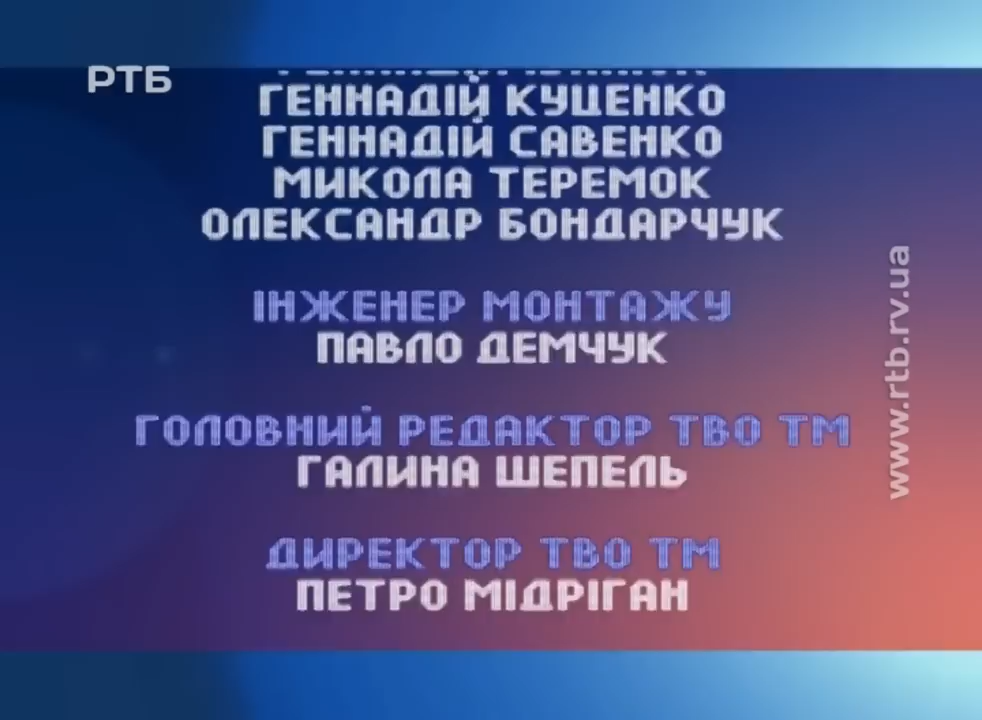 РТБ
ГЕННАДІЙ КУЦЕНКО
ГЕННАДІЙ САВЕНКО
МИКОЛА ТЕРЕМОК
ОЛЕКСАНДР БОНДАРЧУК
ІНЖЕНЕР МОНТАЖУ
ПАВЛО ДЕМЧУК
ГОЛОВНИЙ РЕДАКТОР ТВО ТМ
ГАЛИНА ШЕПЕЛЬ
ДИРЕКТОР ТВО ТМ
ПЕТРО МІДРІГАН
www.rtb.rv.ua